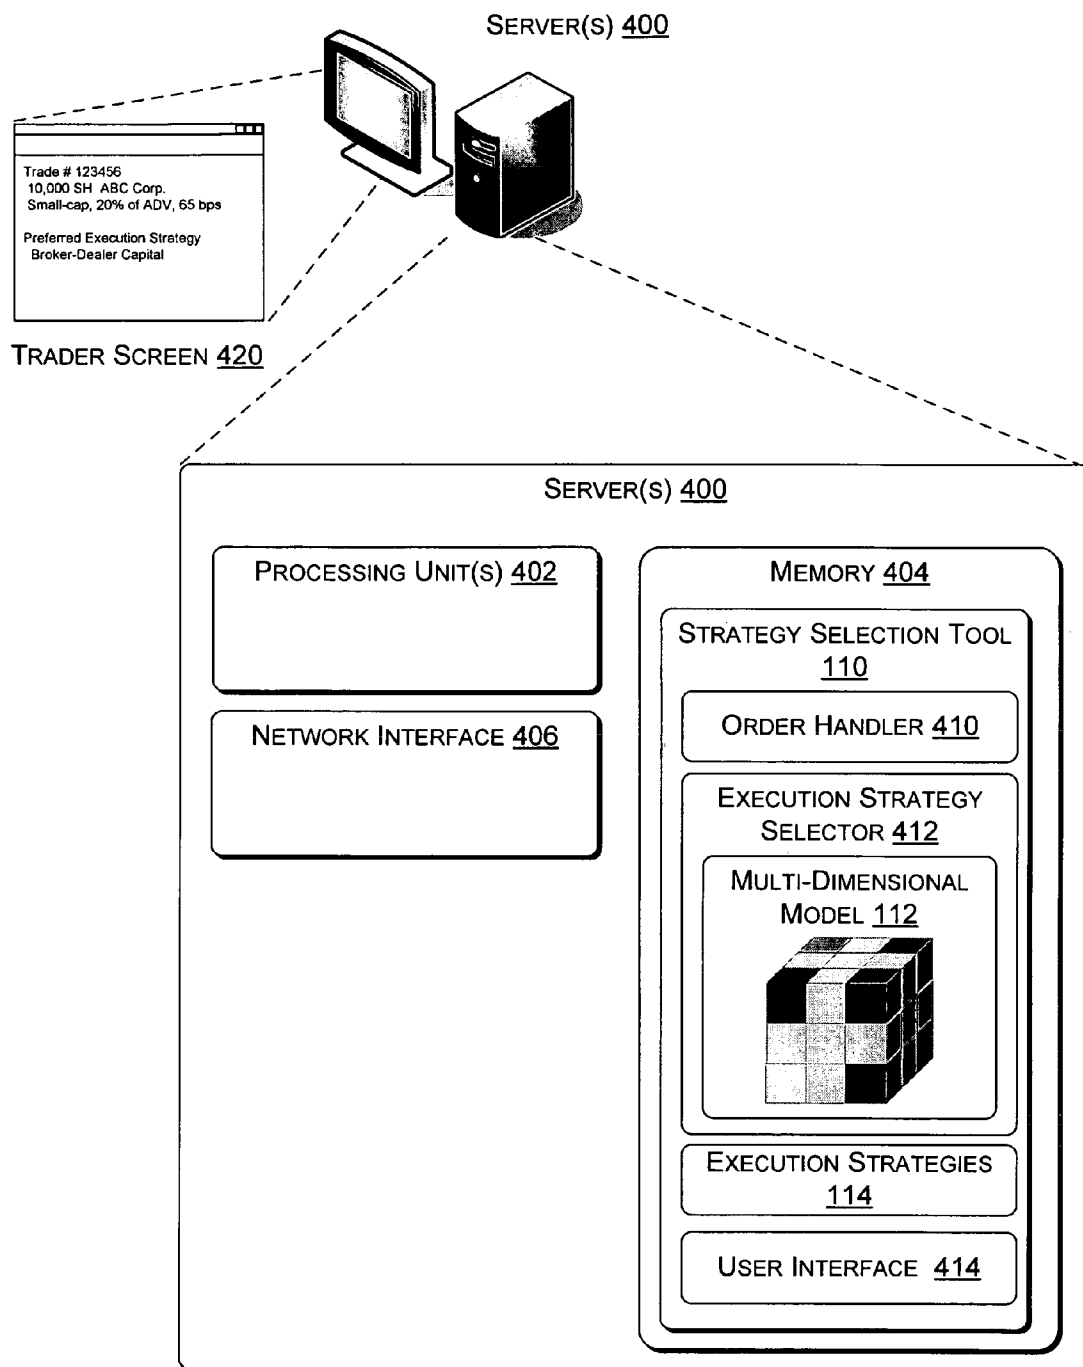 SERVER(S) 400
Trade # 123456
10,000 SH ABC Corp.
Small-cap, 20% of ADV, 65 bps
Preferred Execution Strategy
Broker-Dealer Capital
TRADER SCREEN 420
SERVER(S) 400
PROCESSING UNIT(S) 402
NETWORK INTERFACE 406
MEMORY 404
STRATEGY SELECTION TOOL
110
ORDER HANDLER 410
EXECUTION STRATEGY
SELECTOR 412
MULTI-DIMENSIONAL
MODEL 112
EXECUTION STRATEGIES
114
USER INTERFACE 414